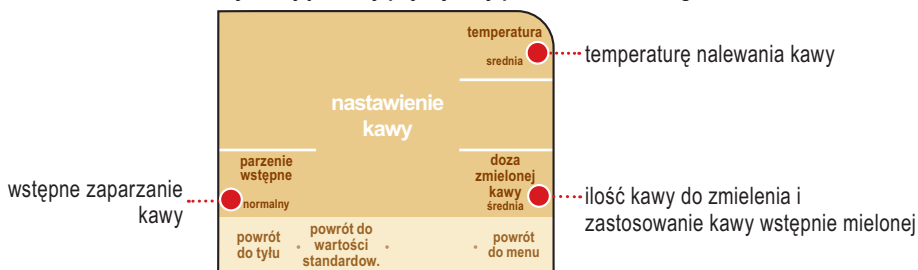 temperatura
srednia
temperaturę nalewania kawy
nastawienie
kawy
parzenie
wstępne
normalny
wstępne zaparzanie
kawy
doza
zmielonej
kawy
średnia
ilość kawy do zmielenia i
zastosowanie kawy wstępnie mielonej
powrót
do tyłu
powrót do
wartości
standardow.
powrót
do menu